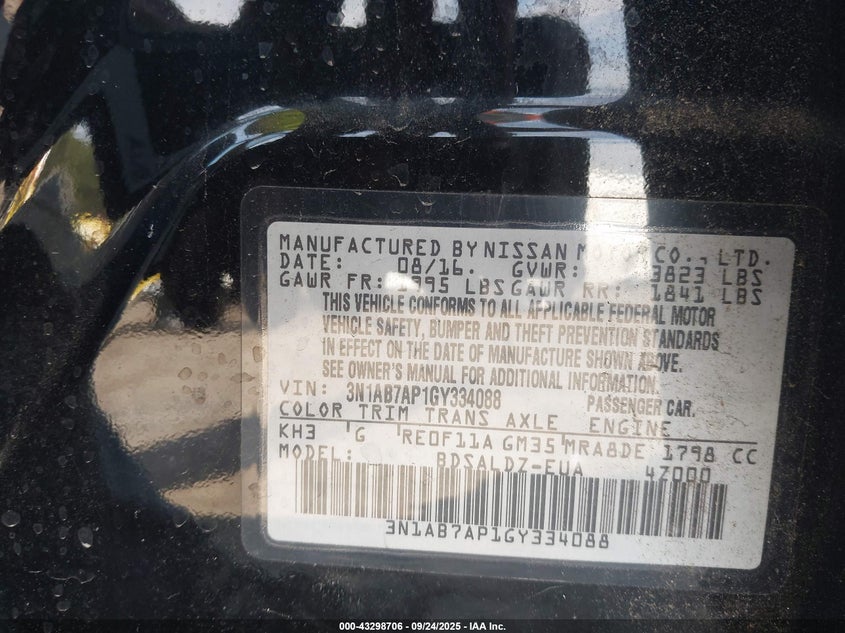 MANUFACTURED BY NISSAN MOTOR CO., LTD.
DATE: 08/16. GVWR: 3823 LBS
GAWR FR: 1995 LBS GAWR RR: 1841 LBS
THIS VEHICLE CONFORMS TO ALL APPLICABLE FEDERAL MOTOR
VEHICLE SAFETY, BUMPER AND THEFT PREVENTION STANDARDS
IN EFFECT ON THE DATE OF MANUFACTURE SHOWN ABOVE.
SEE OWNER'S MANUAL FOR ADDITIONAL INFORMATION.
VIN: 3N1AB7AP1GY334088 PASSENGER CAR.
COLOR TRIM TRANS AXLE ENGINE
KH3 G RE0F11A GM35 MRA8DE 1798 CC
MODEL: BDSALDZ-EUA 4Z000
3N1AB7AP1GY334088
000-43298706 - 09/24/2025 - IAA Inc.